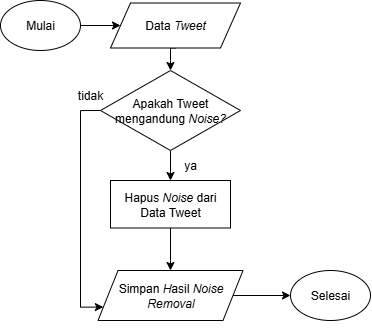 Mulai
Data Tweet
tidak
Apakah Tweet
mengandung Noise?
ya
Hapus Noise dari
Data Tweet
Simpan Hasil Noise
Removal
Selesai